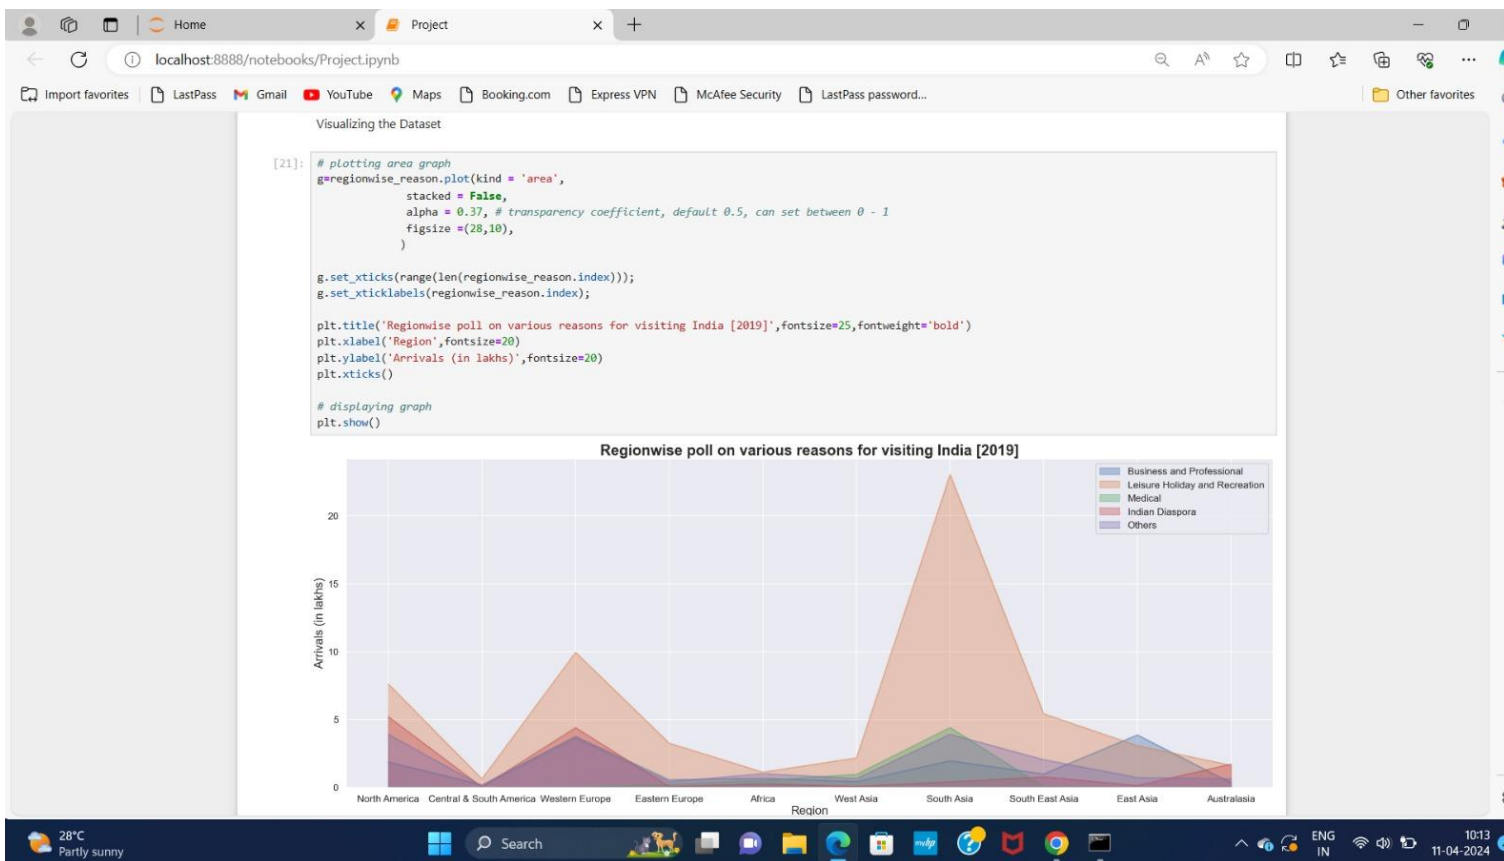 Home
Project
localhost:8888/notebooks/Project.ipynb
Import favorites LastPass Gmail YouTube Maps Booking.com Express VPN McAfee Security LastPass password... Other favorites
Visualizing the Dataset
[21]: # plotting area graph
g=regionwise_reason.plot(kind = 'area',
stacked = False,
alpha = 0.37, # transparency coefficient, default 0.5, can set between 0 - 1
figsize =(28,10),
)
g.set_xticks(range(len(regionwise_reason.index)));
g.set_xticklabels(regionwise_reason.index);
plt.title('Regionwise poll on various reasons for visiting India [2019]',fontsize=25,fontweight='bold')
plt.xlabel('Region',fontsize=20)
plt.ylabel('Arrivals (in lakhs)',fontsize=20)
plt.xticks()
# displaying graph
plt.show()
Regionwise poll on various reasons for visiting India [2019]
Business and Professional
Leisure Holiday and Recreation
Medical
Indian Diaspora
Others
20
15
10
5
0
Arrivals (in lakhs)
North America Central & South America Western Europe Eastern Europe Africa West Asia South Asia South East Asia East Asia Australasia
Region
28°C
Partly sunny
Search
mvhp
ENG
IN
10:13
11-04-2024